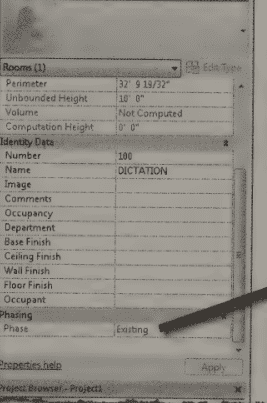 Rooms (1) Edit Type
Perimeter 32' 9 19/32"
Unbounded Height 10' 0"
Volume Not Computed
Computation Height 0' 0"
Identity Data
Number 100
Name DICTATION
Image
Comments
Occupancy
Department
Base Finish
Ceiling Finish
Wall Finish
Floor Finish
Occupant
Phasing
Phase Existing
Properties help Apply
Project Browser - Project1